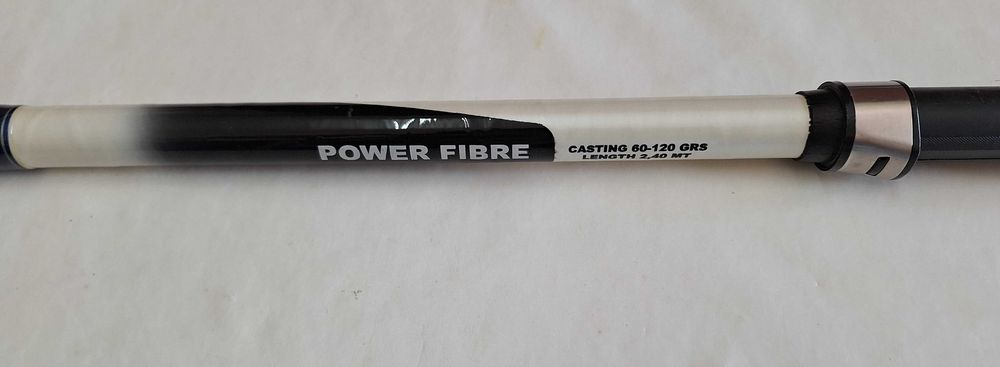 POWER FIBRE
CASTING 60-120 GRS
LENGTH 2,40 MT